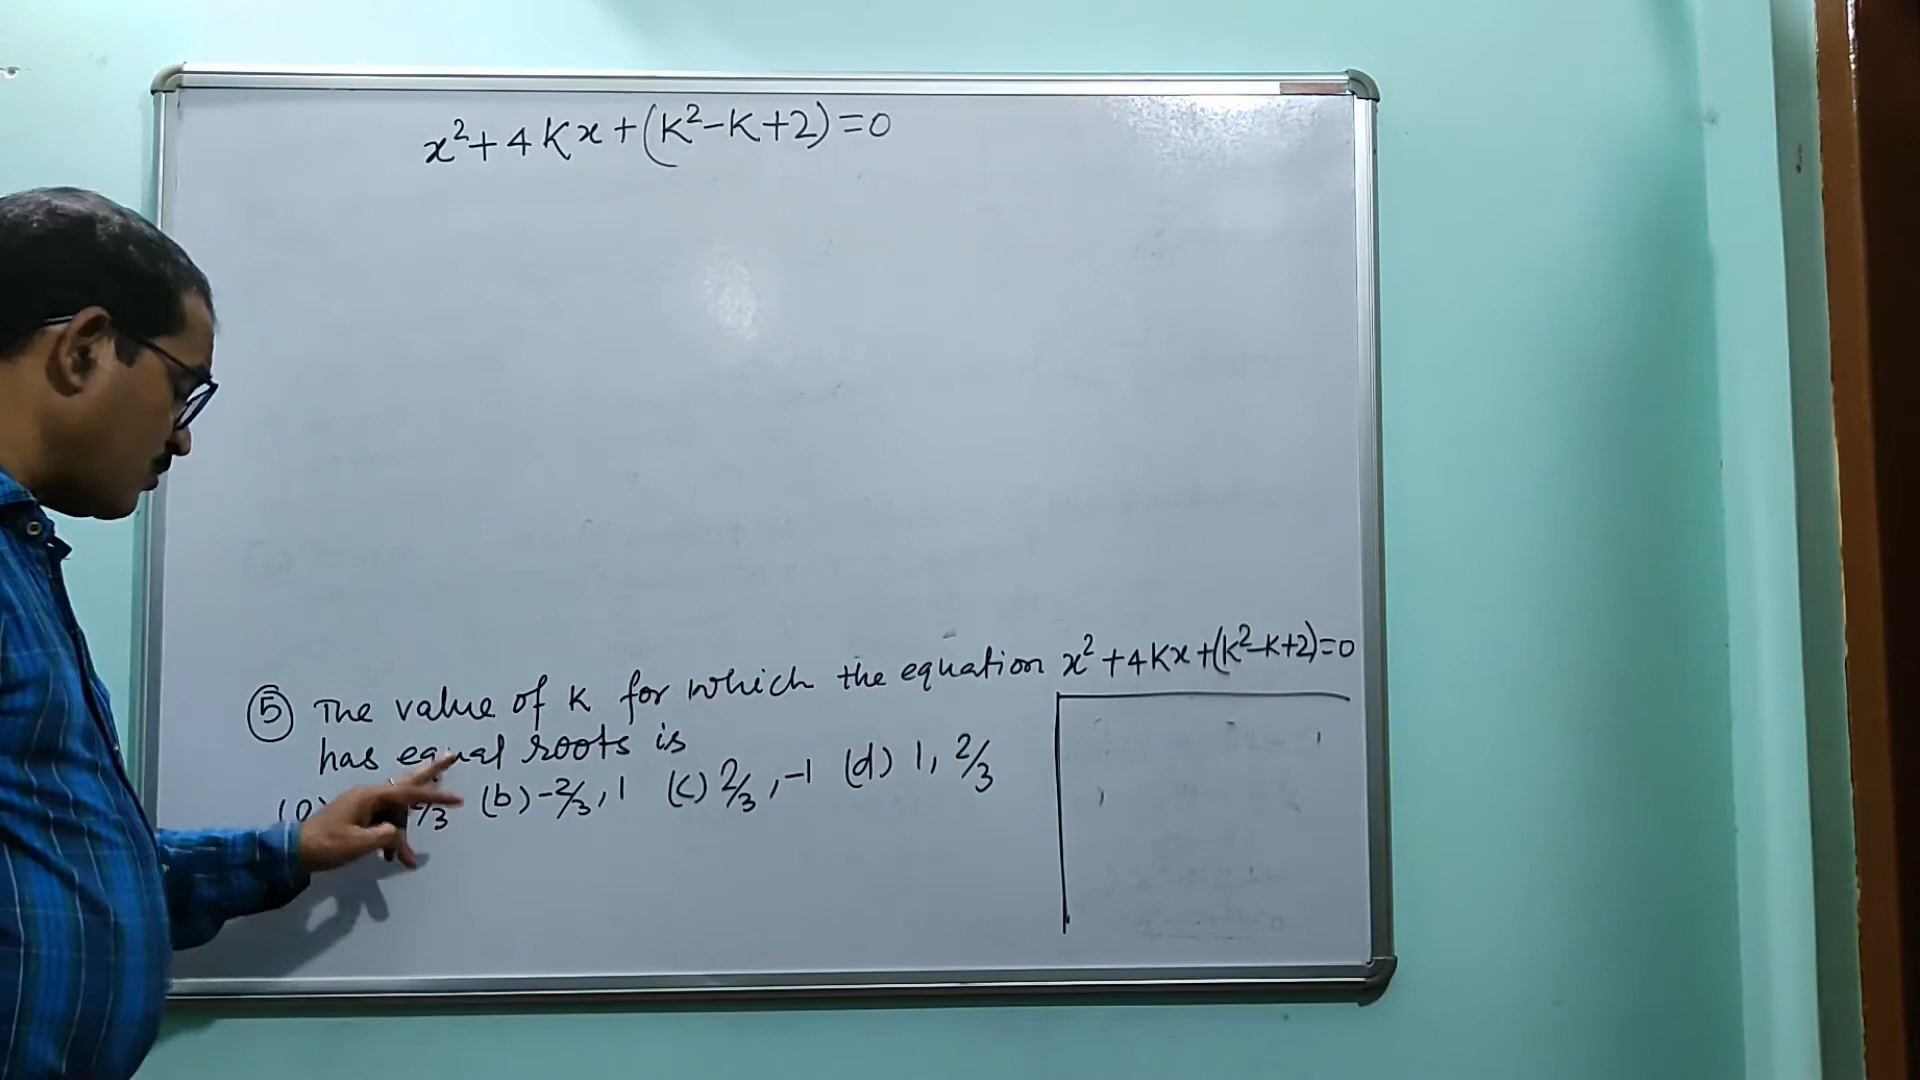 x²+4Kx+(K²-K+2)=0
⑤ The value of K for which the equation x²+4Kx+(K²-K+2)=0
has equal roots is
(b) -2/3, 1 (c) 2/3, -1 (d) 1, 2/3